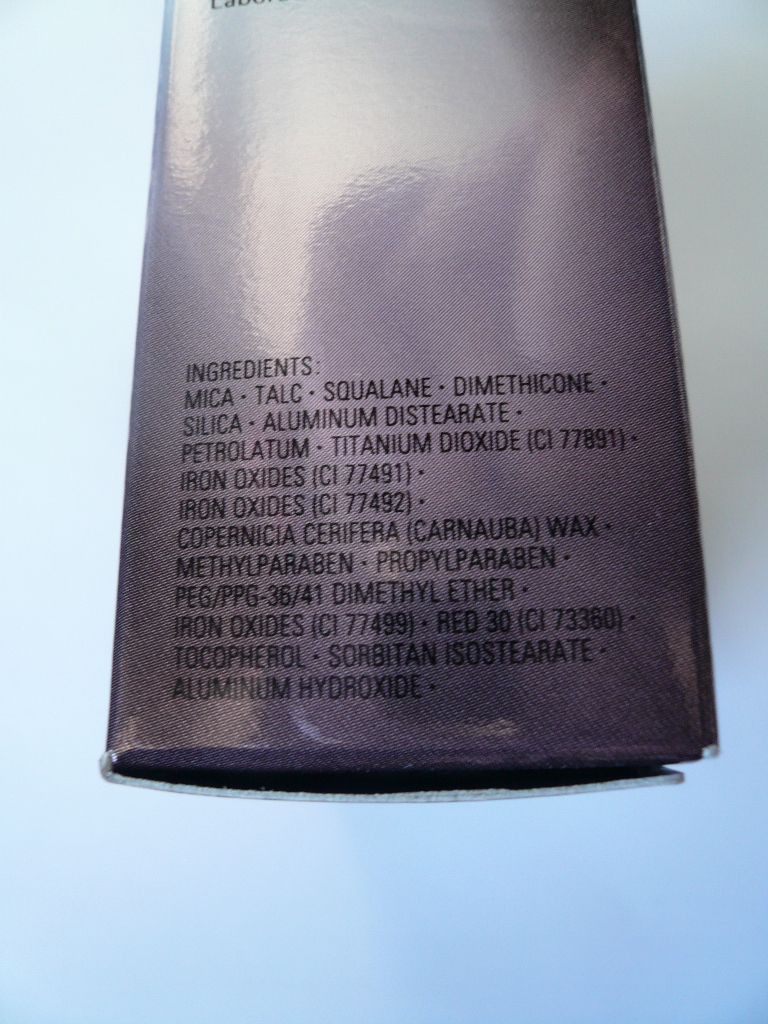 INGREDIENTS:
MICA · TALC · SQUALANE · DIMETHICONE ·
SILICA · ALUMINUM DISTEARATE ·
PETROLATUM · TITANIUM DIOXIDE (CI 77891) ·
IRON OXIDES (CI 77491) ·
IRON OXIDES (CI 77492) ·
COPERNICIA CERIFERA (CARNAUBA) WAX ·
METHYLPARABEN · PROPYLPARABEN ·
PEG/PPG-36/41 DIMETHYL ETHER ·
IRON OXIDES (CI 77499) · RED 30 (CI 73360) ·
TOCOPHEROL · SORBITAN ISOSTEARATE ·
ALUMINUM HYDROXIDE ·